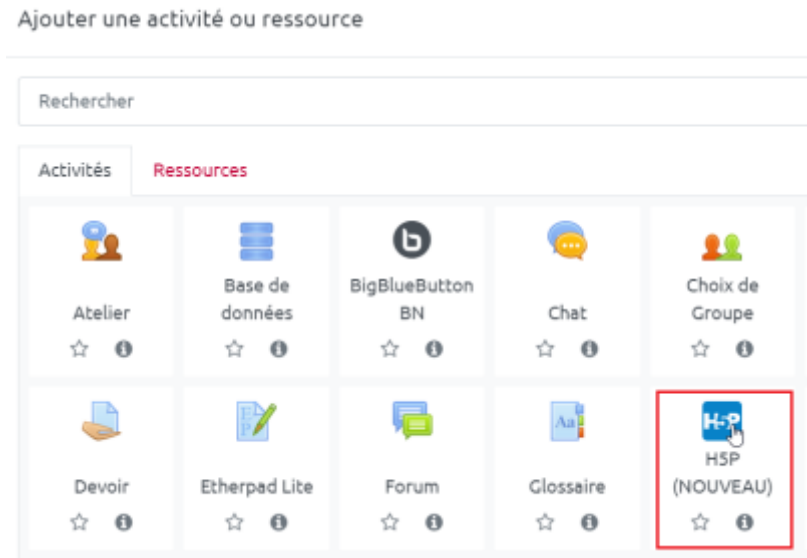 Ajouter une activité ou ressource
Rechercher
Activités Ressources
Base de BigBlueButton Choix de
Atelier données BN Chat Groupe
H5P
H5P
Devoir Etherpad Lite Forum Glossaire (NOUVEAU)